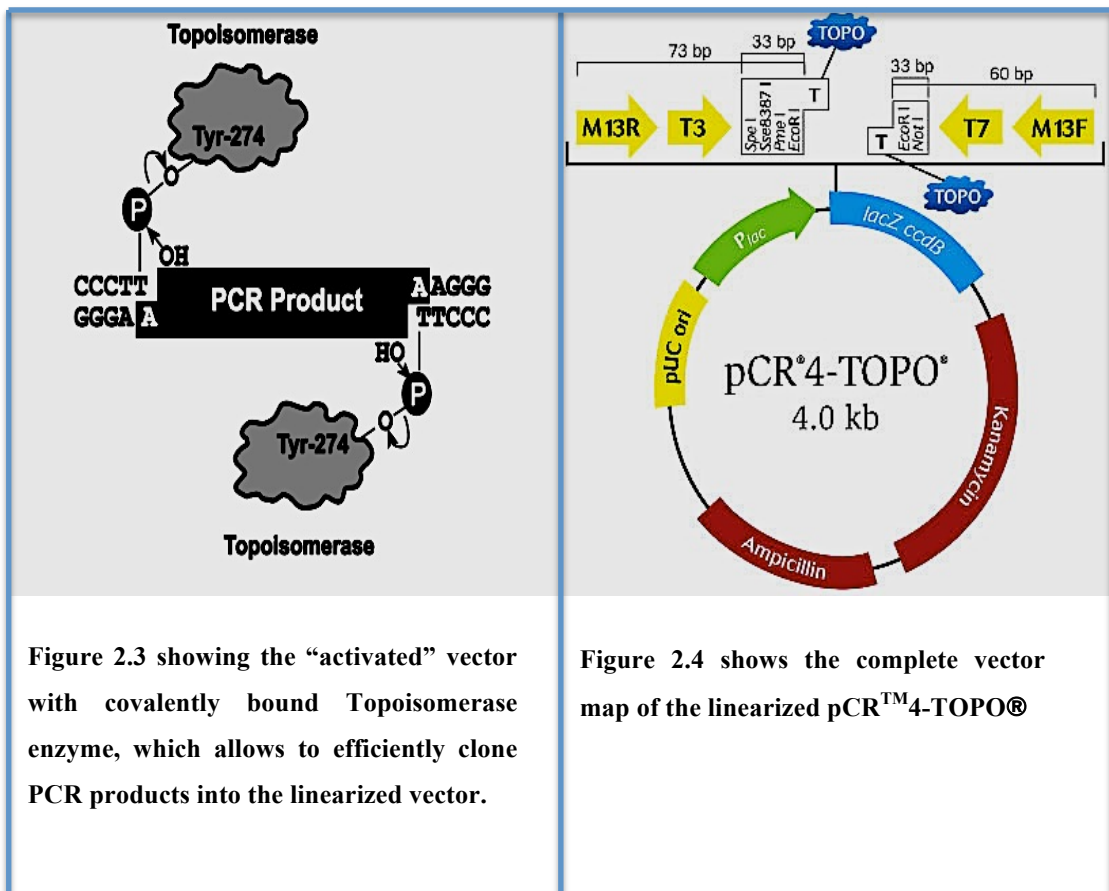 Topoisomerase
Tyr-274
O
P
OH
CCCTT
GGGA A
PCR Product
A AGGG
TTCCC
HO
P
O
Tyr-274
Topoisomerase
Figure 2.3 showing the “activated” vector
with covalently bound Topoisomerase
enzyme, which allows to efficiently clone
PCR products into the linearized vector.
33 bp
TOPO
73 bp
33 bp
60 bp
M13R
T3
Spe I
Sse8387 I
Pme I
EcoR I
T
T
EcoR I
Not I
T7
M13F
TOPO
Plac
lacZ ccdB
pUC ori
pCR®4-TOPO®
4.0 kb
Kanamycin
Ampicillin
Figure 2.4 shows the complete vector
map of the linearized pCR™4-TOPO®